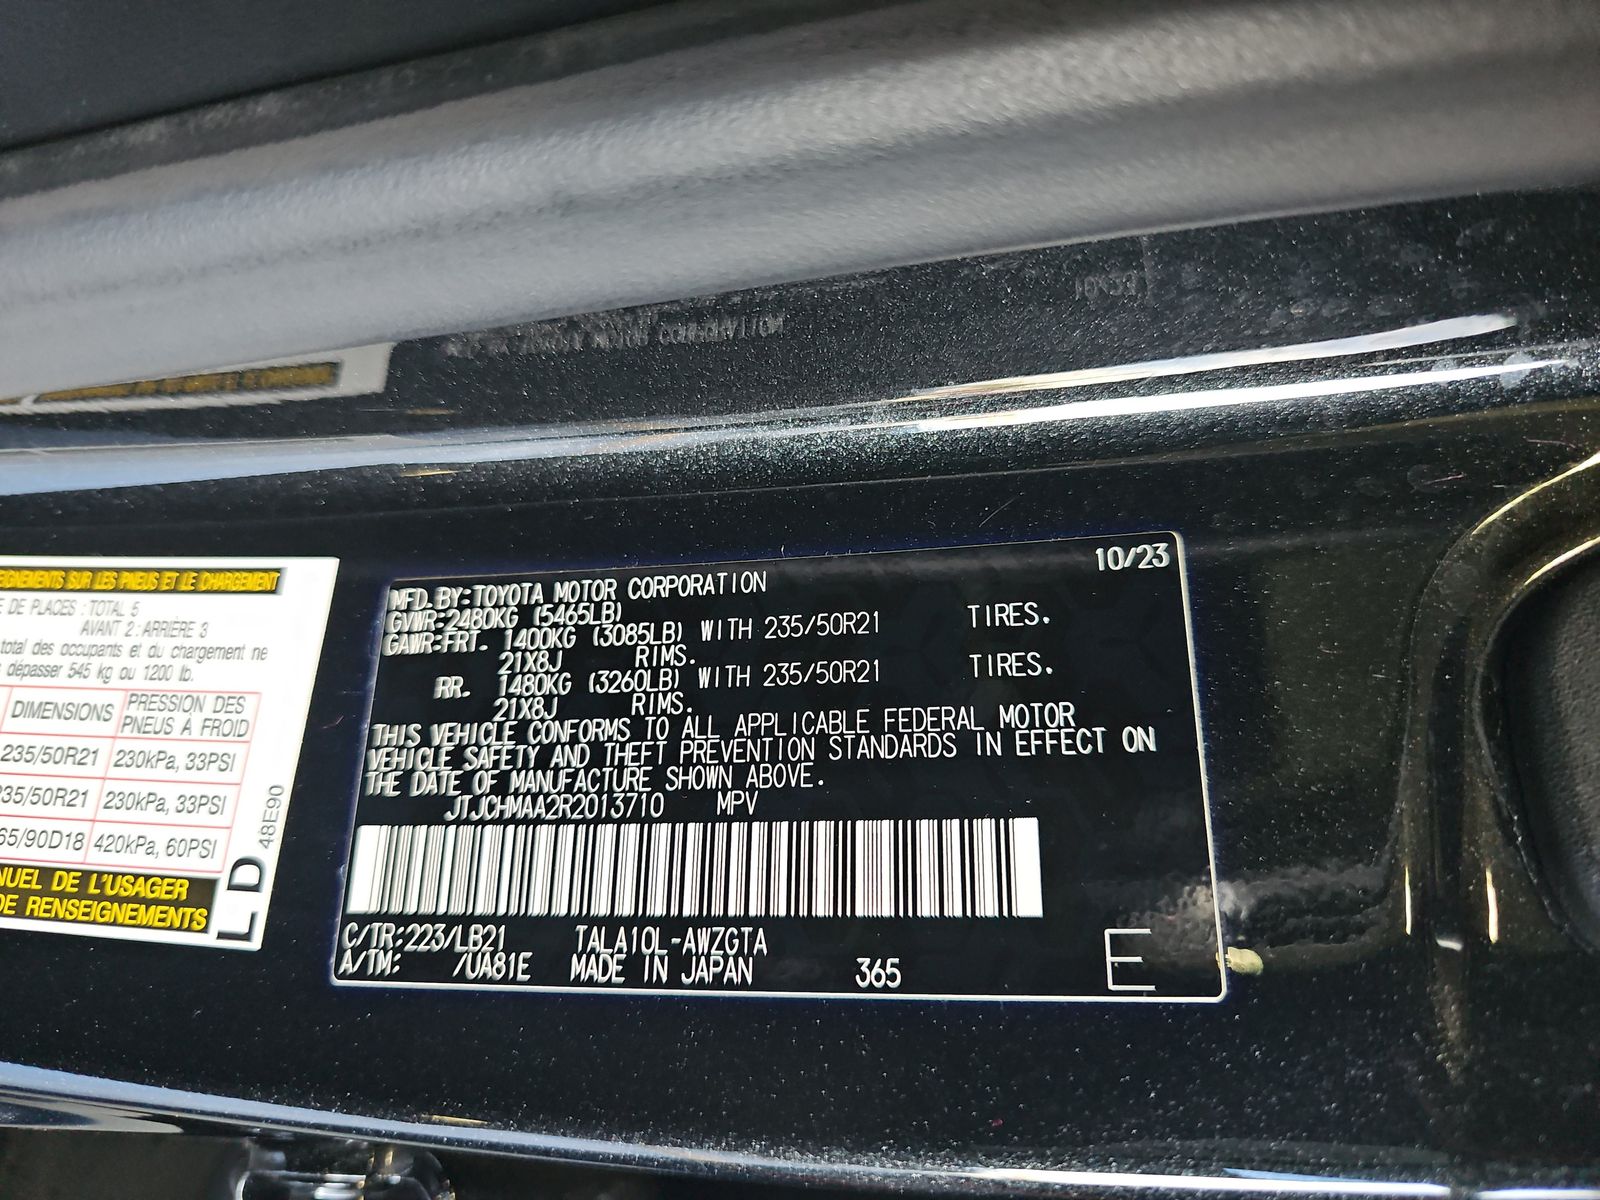 EIGNEMENTS SUR LES PNEUS ET LE CHARGEMENT
E DE PLACES : TOTAL 5
AVANT 2 : ARRIÈRE 3
total des occupants et du chargement ne
s dépasser 545 kg ou 1200 lb.
DIMENSIONS PRESSION DES PNEUS À FROID
235/50R21 230kPa, 33PSI
235/50R21 230kPa, 33PSI
65/90D18 420kPa, 60PSI
NUEL DE L'USAGER
DE RENSEIGNEMENTS
LD 48E90
10/23
MFD. BY: TOYOTA MOTOR CORPORATION
GVWR: 2480KG (5465LB)
GAWR: FRT. 1400KG (3085LB) WITH 235/50R21 TIRES.
21X8J RIMS.
RR. 1480KG (3260LB) WITH 235/50R21 TIRES.
21X8J RIMS.
THIS VEHICLE CONFORMS TO ALL APPLICABLE FEDERAL MOTOR
VEHICLE SAFETY AND THEFT PREVENTION STANDARDS IN EFFECT ON
THE DATE OF MANUFACTURE SHOWN ABOVE.
JTJCHMAA2R2013710 MPV
C/TR: 223/LB21 TALA10L-AWZGTA
A/TM: /UA81E MADE IN JAPAN 365 E